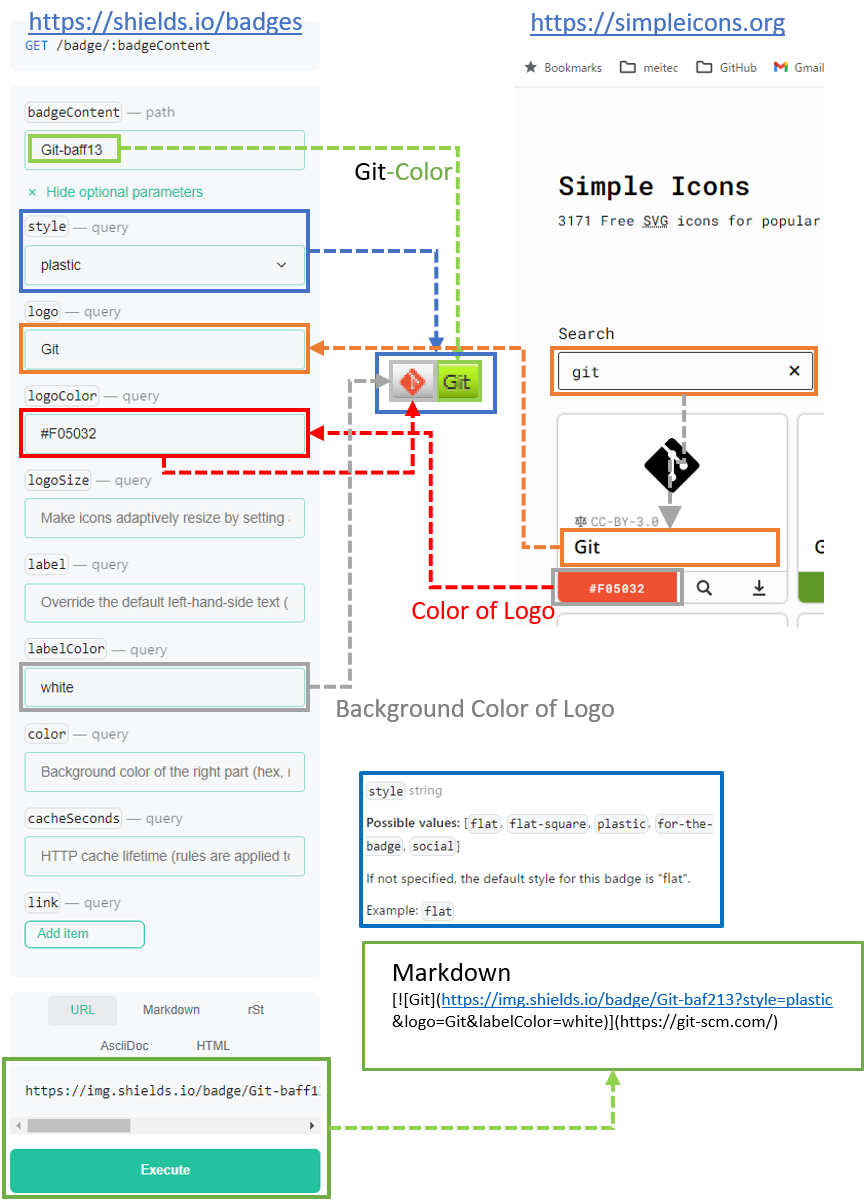 https://shields.io/badges
GET /badge/:badgeContent
badgeContent — path
Git-baff13
× Hide optional parameters
style — query
plastic
logo — query
Git
logoColor — query
#F05032
logoSize — query
Make icons adaptively resize by setting
label — query
Override the default left-hand-side text (
labelColor — query
white
color — query
Background color of the right part (hex,
cacheSeconds — query
HTTP cache lifetime (rules are applied to
link — query
Add item
URL Markdown rSt
AsciiDoc HTML
https://img.shields.io/badge/Git-baff1
Execute
Git-Color
Git
Color of Logo
Background Color of Logo
https://simpleicons.org
Bookmarks meitec GitHub Gmail
Simple Icons
3171 Free SVG icons for popular
Search
git ×
CC-BY-3.0
Git
#F05032
style string
Possible values: [flat, flat-square, plastic, for-the-
badge, social]
If not specified, the default style for this badge is "flat".
Example: flat
Markdown
[![Git](https://img.shields.io/badge/Git-baf213?style=plastic
&logo=Git&labelColor=white)](https://git-scm.com/)